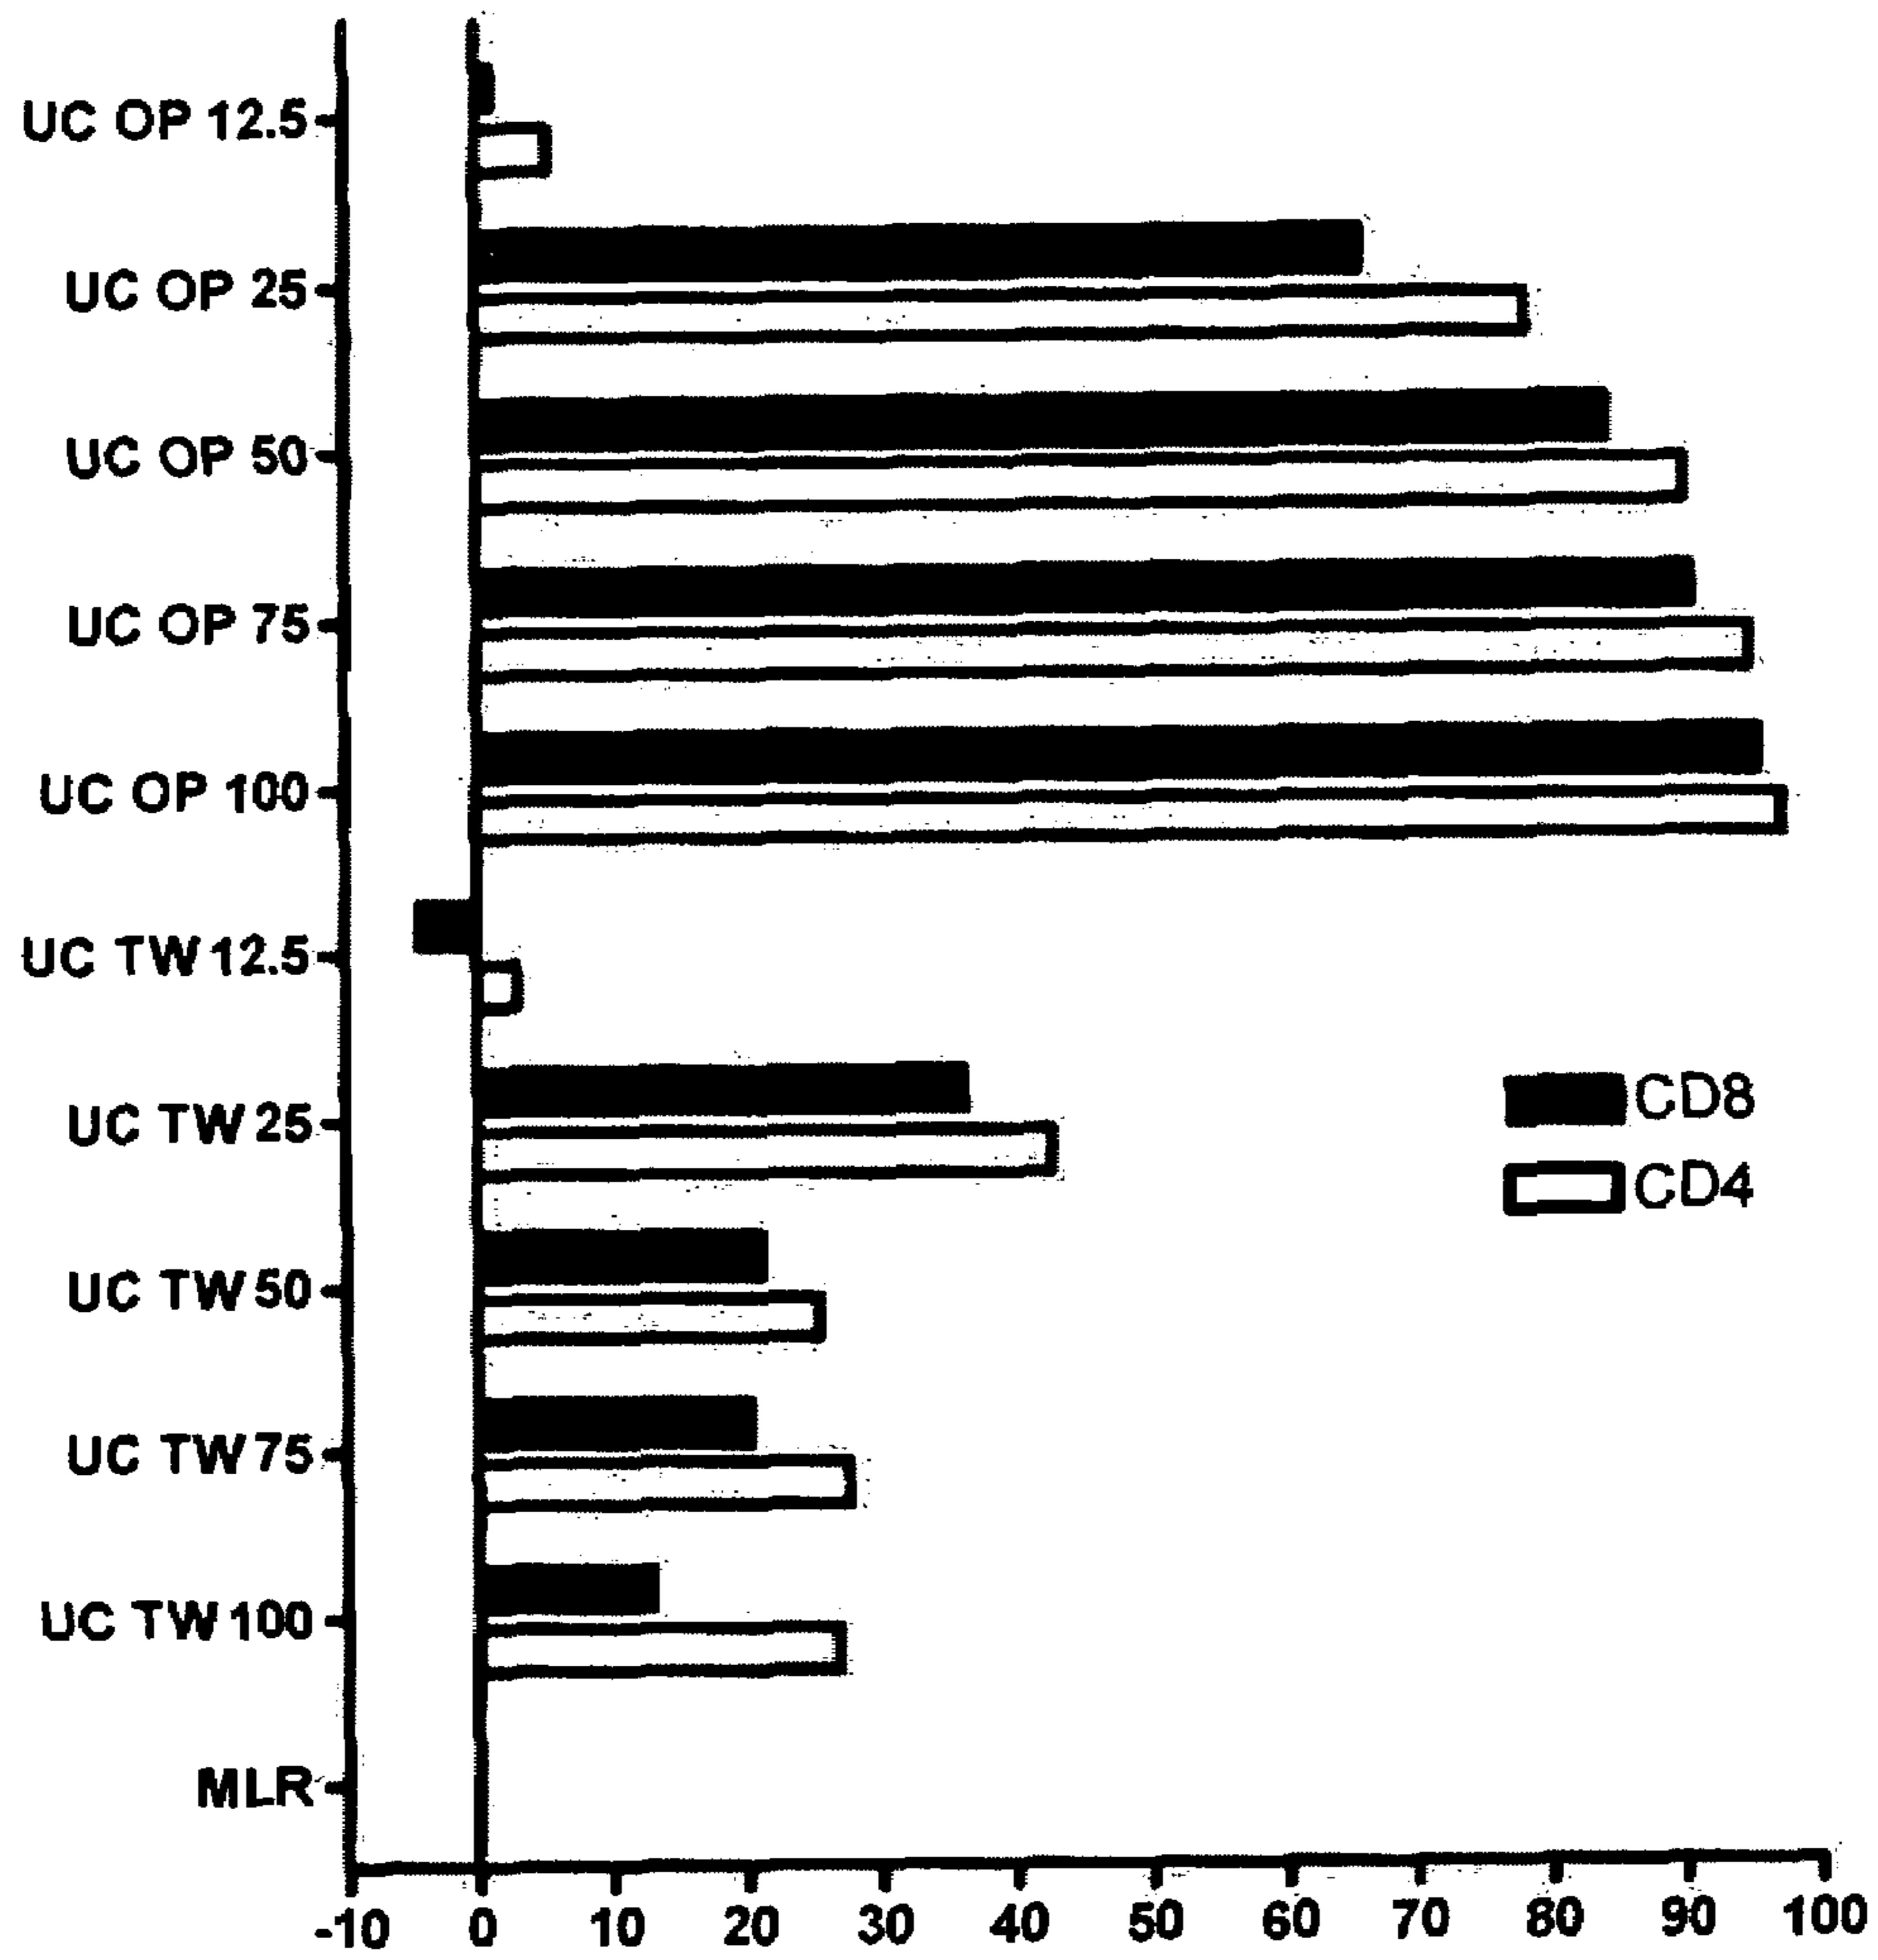 UC OP 12.5
UC OP 25
UC OP 50
UC OP 75
UC OP 100
UC TW 12.5
UC TW 25
CD8
CD4
UC TW 50
UC TW 75
UC TW 100
MLR
-10 0 10 20 30 40 50 60 70 80 90 100